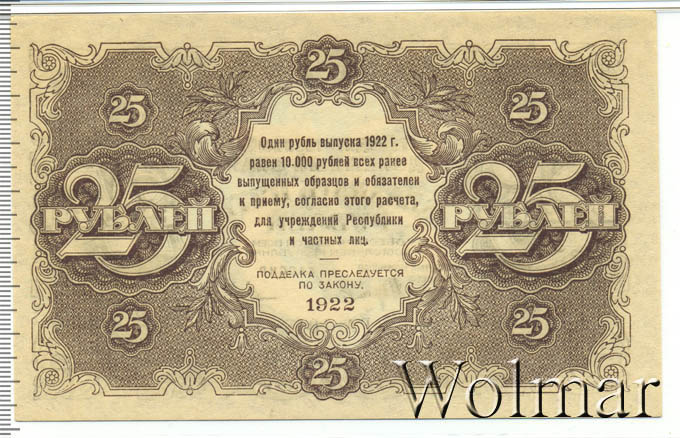 25
25
25
Один рубль выпуска 1922 г.
равен 10.000 рублей всех ранее
выпущенных образцов и обязателен
к приему, согласно этого расчета,
для учреждений Республики
и частных лиц.
25
РУБЛЕЙ
25
РУБЛЕЙ
ПОДДЕЛКА ПРЕСЛЕДУЕТСЯ
ПО ЗАКОНУ.
1922
25
25
25
Wolmar